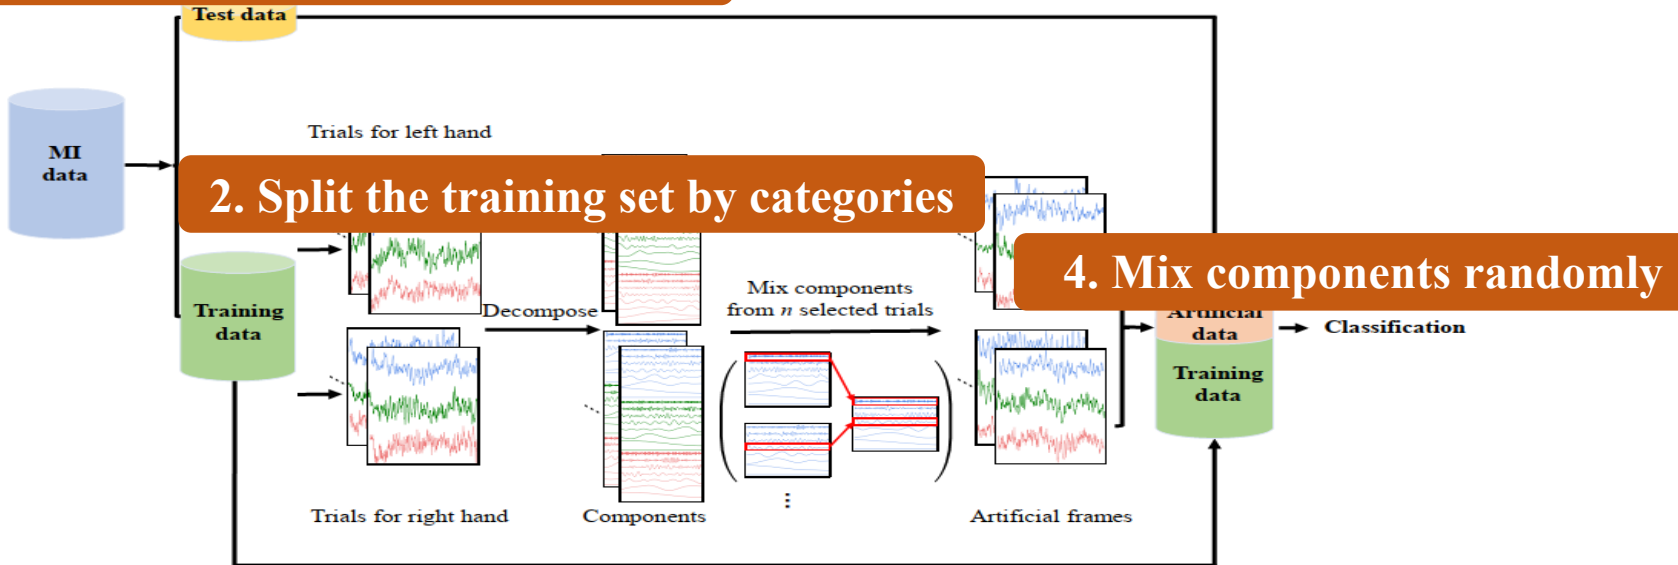 Test data
MI
data
Trials for left hand
2. Split the training set by categories
4. Mix components randomly
Training
data
Decompose
Mix components
from n selected trials
Artificial
data
Training
data
Classification
Trials for right hand
Components
Artificial frames